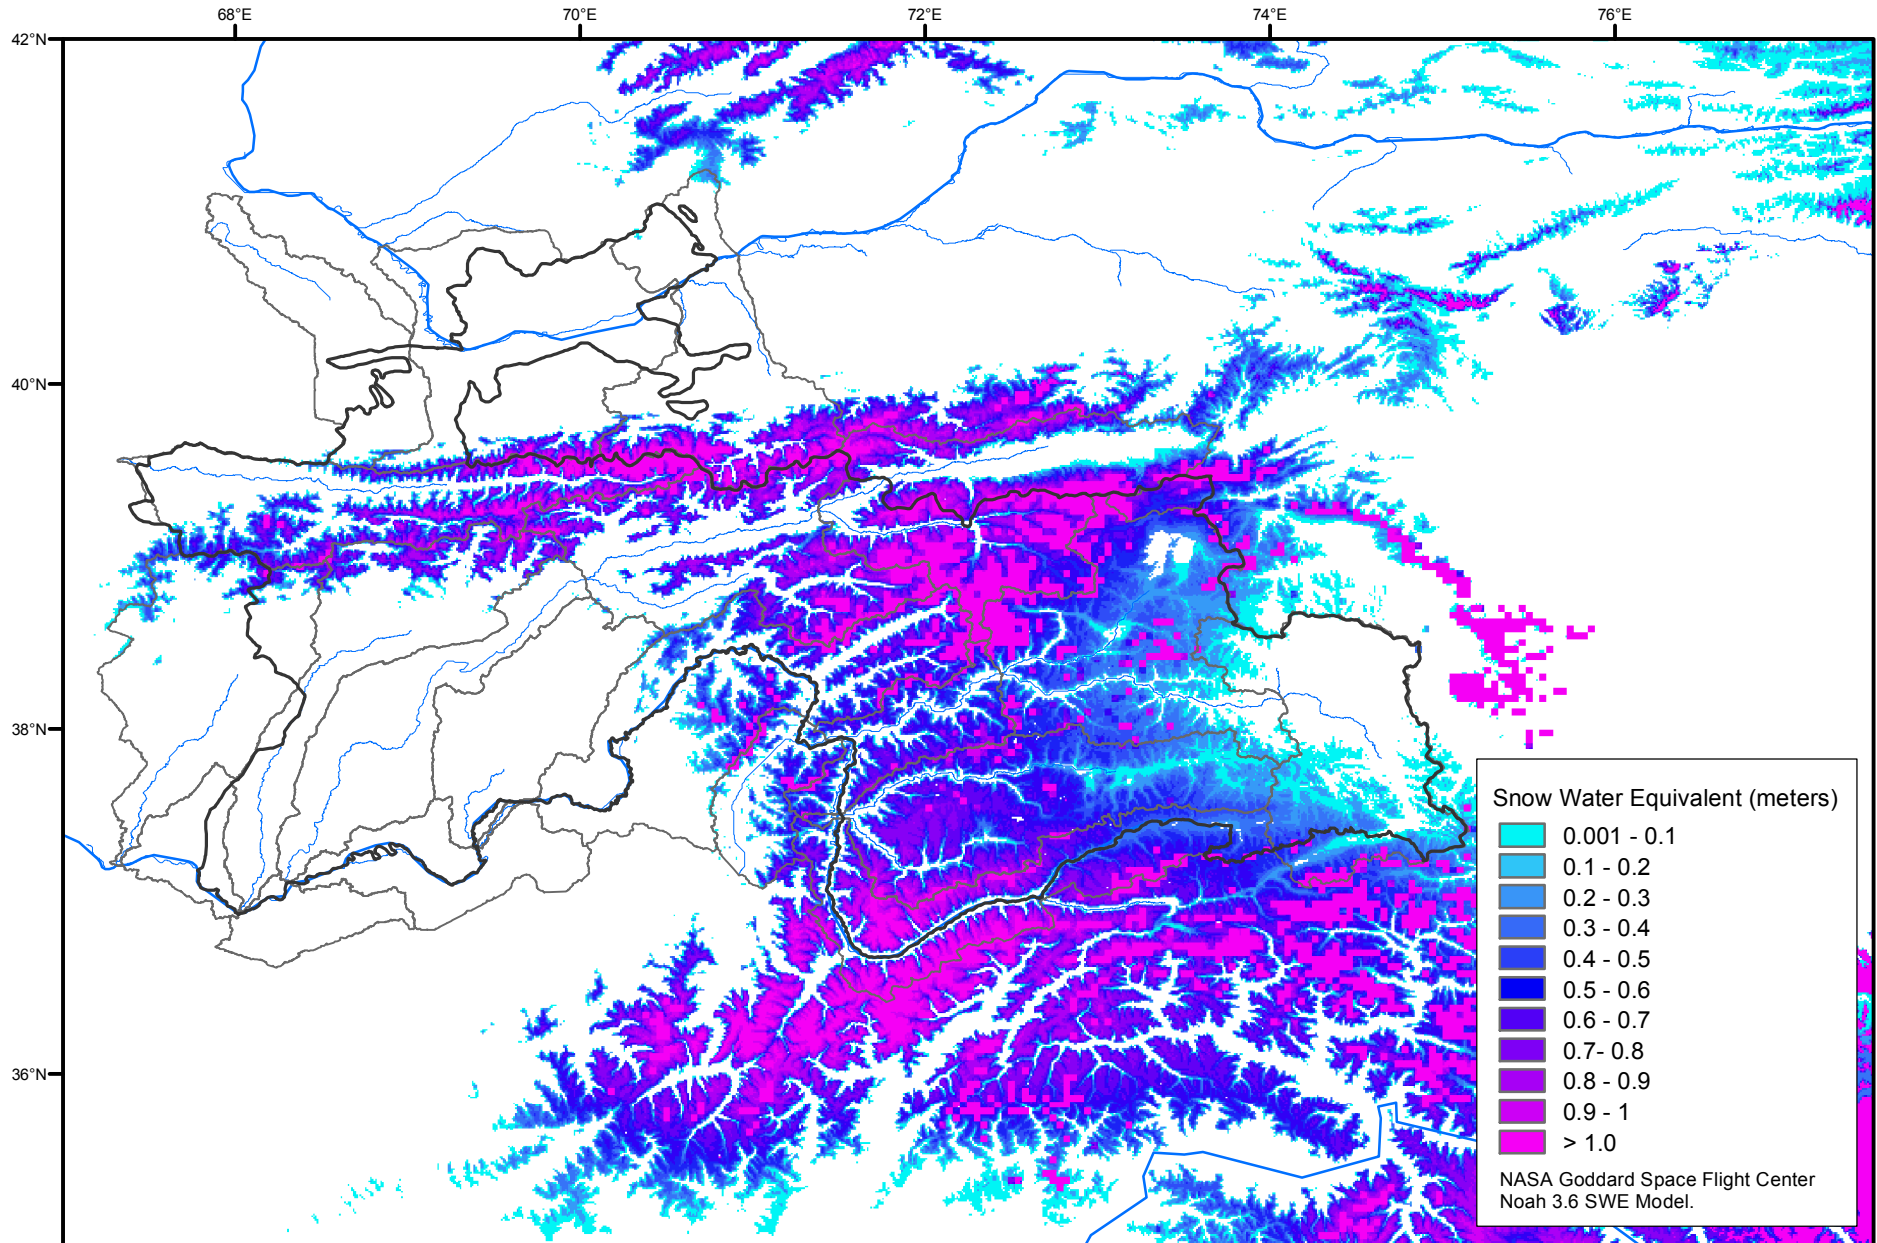 68°E
70°E
72°E
74°E
76°E
42°N
40°N
38°N
36°N
Snow Water Equivalent (meters)
0.001 - 0.1
0.1 - 0.2
0.2 - 0.3
0.3 - 0.4
0.4 - 0.5
0.5 - 0.6
0.6 - 0.7
0.7- 0.8
0.8 - 0.9
0.9 - 1
> 1.0
NASA Goddard Space Flight Center
Noah 3.6 SWE Model.